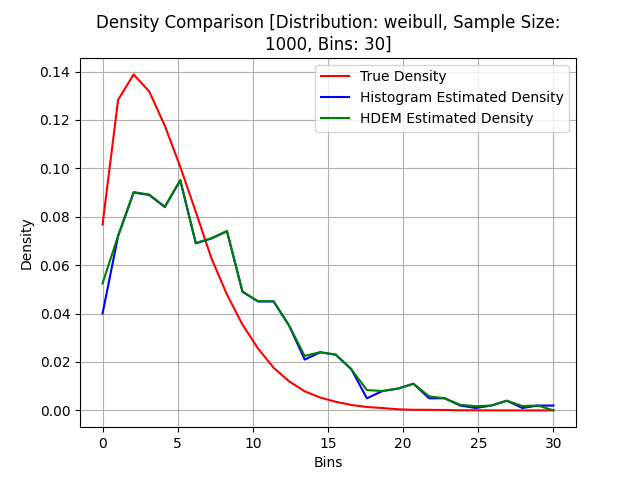 Density Comparison [Distribution: weibull, Sample Size:
1000, Bins: 30]
True Density
Histogram Estimated Density
HDEM Estimated Density
Density
0.14
0.12
0.10
0.08
0.06
0.04
0.02
0.00
0 5 10 15 20 25 30
Bins